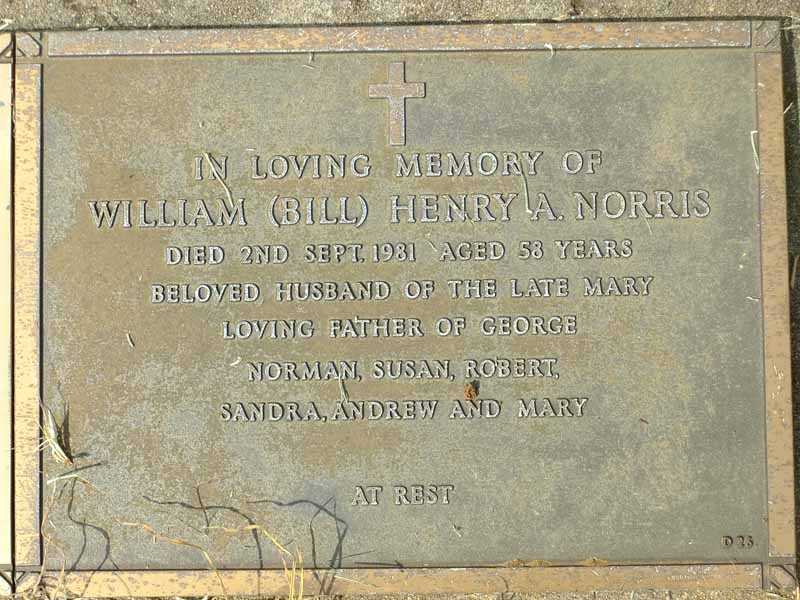 IN LOVING MEMORY OF
WILLIAM (BILL) HENRY A. NORRIS
DIED 2ND SEPT. 1981 AGED 58 YEARS
BELOVED HUSBAND OF THE LATE MARY
LOVING FATHER OF GEORGE
NORMAN, SUSAN, ROBERT,
SANDRA, ANDREW AND MARY
AT REST
D 26